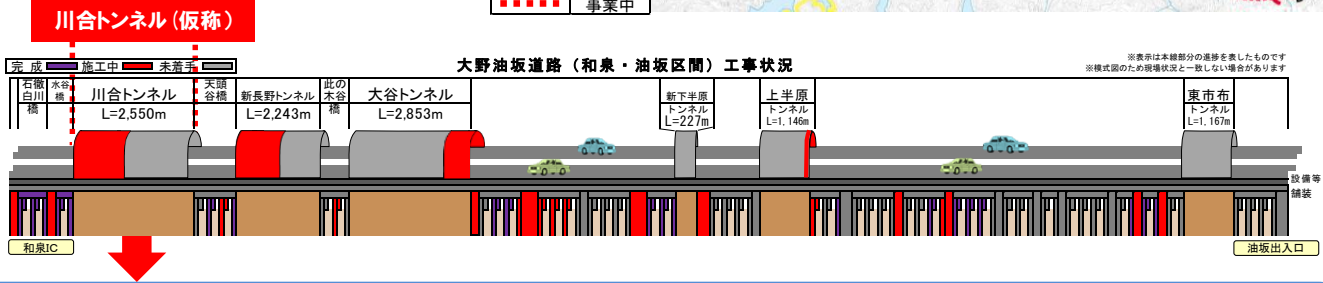 事業中
川合トンネル(仮称)
完 成 施工中 未着手
大野油坂道路(和泉・油坂区間)工事状況
※表示は本線部分の進捗を表したものです
※模式図のため現場状況と一致しない場合があります
石徹
白川
橋
水谷
橋
川合トンネル
L=2,550m
天頭
谷橋
新長野トンネル
L=2,243m
此の
木谷
橋
大谷トンネル
L=2,853m
新下半原
トンネル
L=227m
上半原
トンネル
L=1,146m
東市布
トンネル
L=1,167m
設備等
舗装
和泉IC
油坂出入口